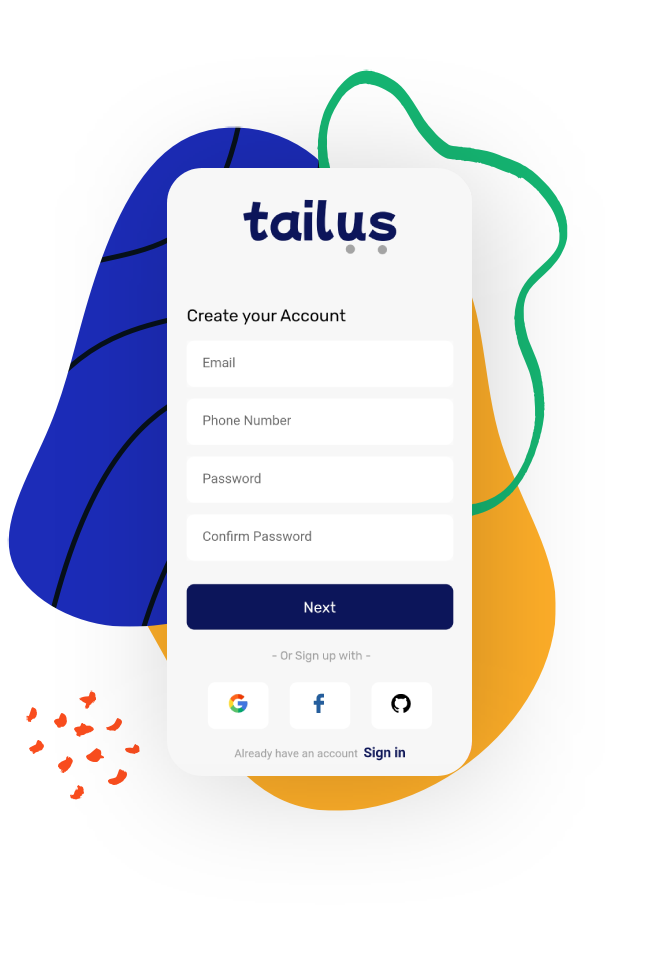 tailus
Create your Account
Email
Phone Number
Password
Confirm Password
Next
- Or Sign up with -
Already have an account Sign in